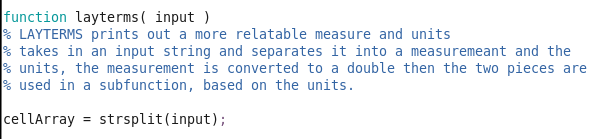 function layterms( input )
% LAYTERMS prints out a more relatable measure and units
% takes in an input string and separates it into a measuremeant and the
% units, the measurement is converted to a double then the two pieces are
% used in a subfunction, based on the units.
cellArray = strsplit(input);